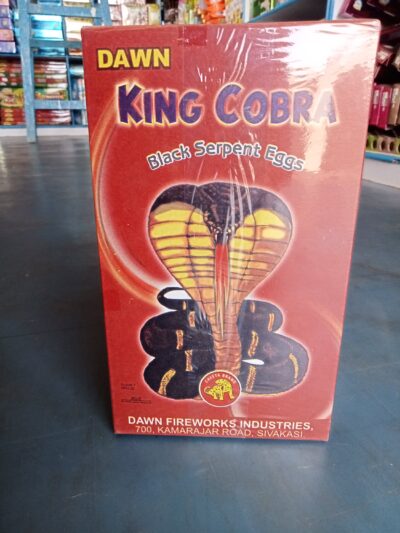 DAWN
KING COBRA
Black Serpent Eggs
DAWN FIREWORKS INDUSTRIES,
700, KAMARAJAR ROAD, SIVAKASI.